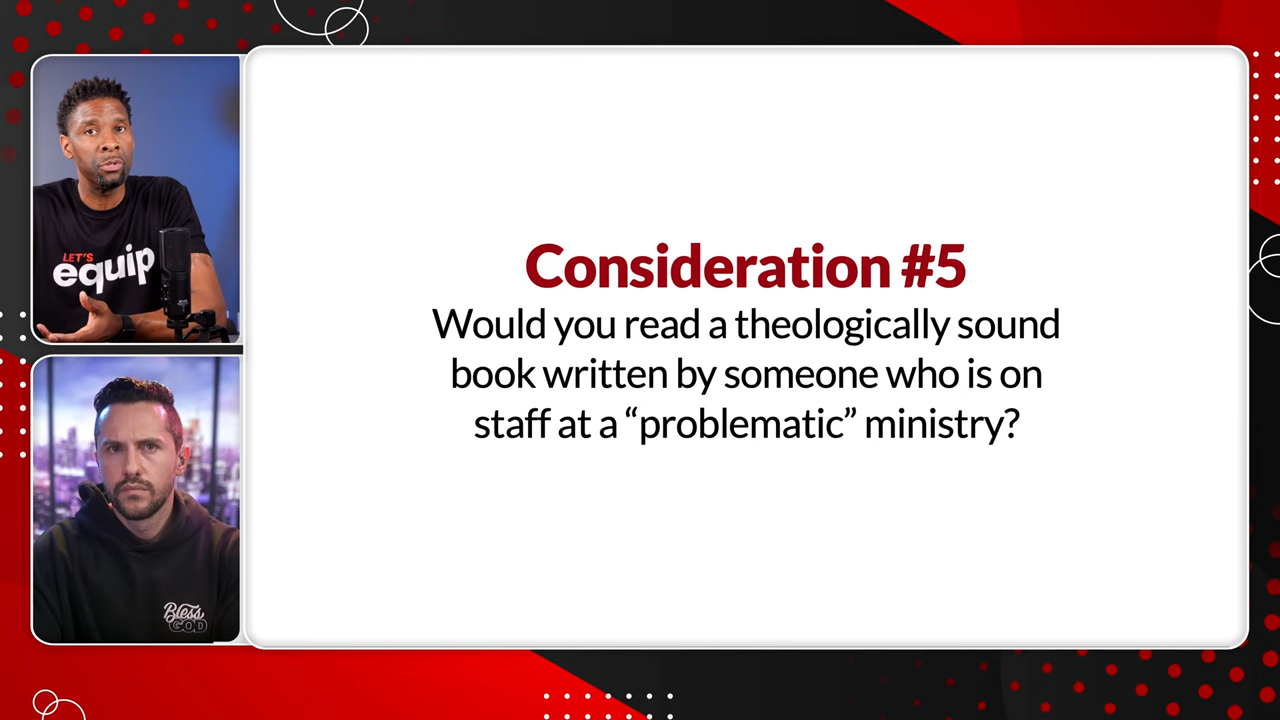 LET'S
equip
Bless
GOD
Consideration #5
Would you read a theologically sound
book written by someone who is on
staff at a “problematic” ministry?